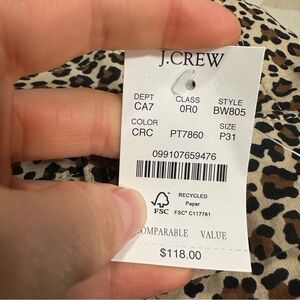 J.CREW
DEPT CLASS STYLE
CA7 0R0 BW805
COLOR SIZE
CRC PT7860 P31
099107659476
RECYCLED
Paper
FSC FSC® C117781
OMPARABLE VALUE
$118.00